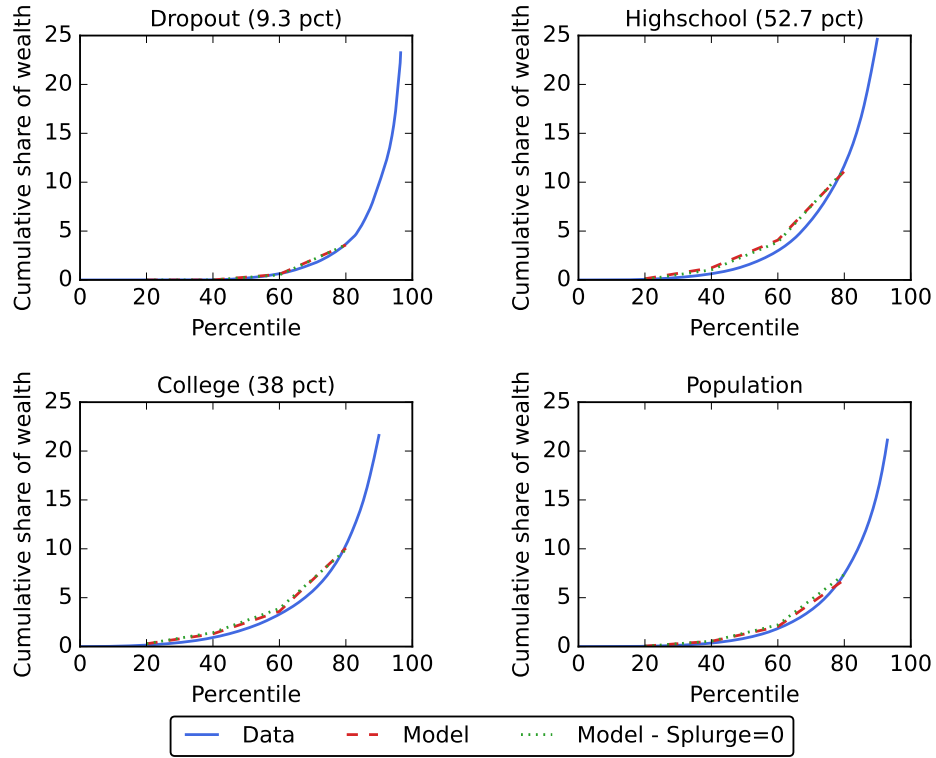 Dropout (9.3 pct)
Cumulative share of wealth
25
20
15
10
5
0
0 20 40 60 80 100
Percentile
Highschool (52.7 pct)
Cumulative share of wealth
25
20
15
10
5
0
0 20 40 60 80 100
Percentile
College (38 pct)
Cumulative share of wealth
25
20
15
10
5
0
0 20 40 60 80 100
Percentile
Population
Cumulative share of wealth
25
20
15
10
5
0
0 20 40 60 80 100
Percentile
Data Model Model - Splurge=0